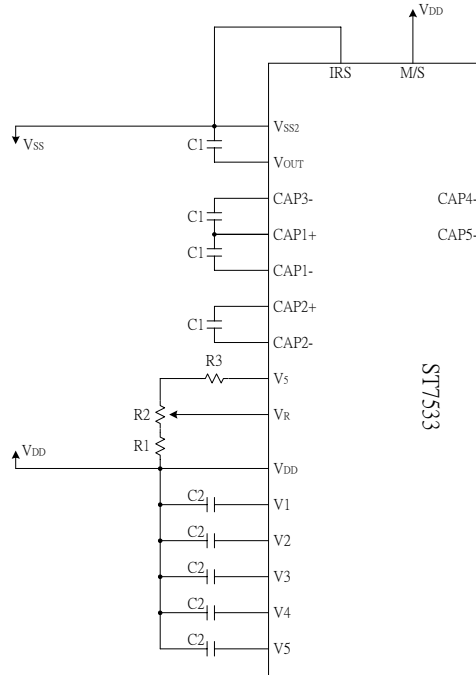 VDD
IRS M/S
VSS2
VSS
C1
VOUT
CAP3- CAP4-
C1
CAP1+ CAP5-
C1
CAP1-
CAP2+
C1
CAP2-
R3
V5
R2 VR
R1
VDD VDD
C2 V1
C2 V2
C2 V3
C2 V4
C2 V5
ST7533